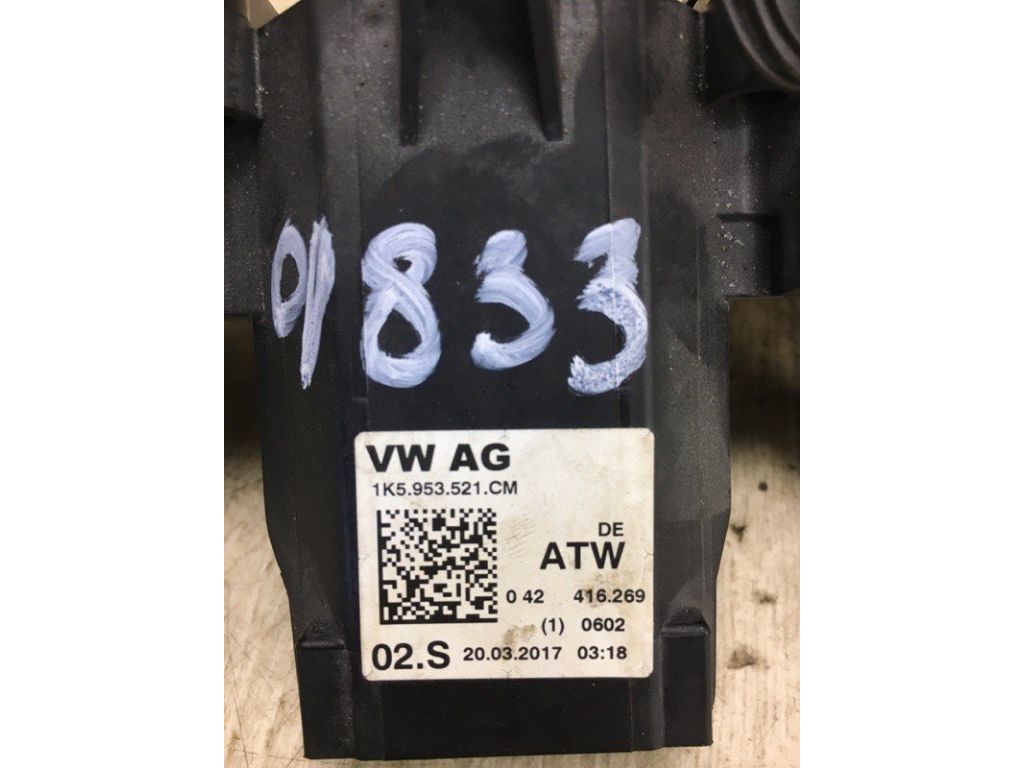 01833
VW AG
1K5.953.521.CM
DE
ATW
0 42 416.269
(1) 0602
02.S 20.03.2017 03:18